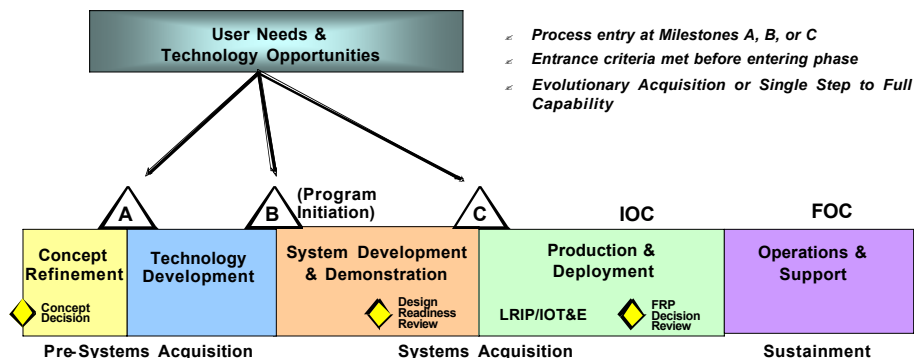 User Needs &
Technology Opportunities
Process entry at Milestones A, B, or C
Entrance criteria met before entering phase
Evolutionary Acquisition or Single Step to Full
Capability
A
B
(Program
Initiation)
C
IOC
FOC
Concept
Refinement
Technology
Development
System Development
& Demonstration
Production &
Deployment
Operations &
Support
Concept
Decision
Design
Readiness
Review
LRIP/IOT&E
FRP
Decision
Review
Pre-Systems Acquisition
Systems Acquisition
Sustainment